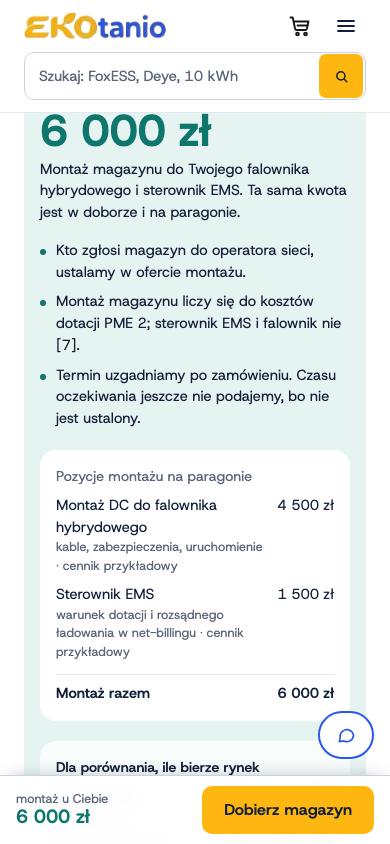 EKOtanio
Szukaj: FoxESS, Deye, 10 kWh
6 000 zł
Montaż magazynu do Twojego falownika
hybrydowego i sterownik EMS. Ta sama kwota
jest w doborze i na paragonie.
Kto zgłosi magazyn do operatora sieci,
ustalamy w ofercie montażu.
Montaż magazynu liczy się do kosztów
dotacji PME 2; sterownik EMS i falownik nie
[7].
Termin uzgadniamy po zamówieniu. Czasu
oczekiwania jeszcze nie podajemy, bo nie
jest ustalony.
Pozycje montażu na paragonie
Montaż DC do falownika 4 500 zł
hybrydowego
kable, zabezpieczenia, uruchomienie
· cennik przykładowy
Sterownik EMS 1 500 zł
warunek dotacji i rozsądnego
ładowania w net-billingu · cennik
przykładowy
Montaż razem 6 000 zł
Dla porównania, ile bierze rynek
montaż u Ciebie
6 000 zł
Dobierz magazyn